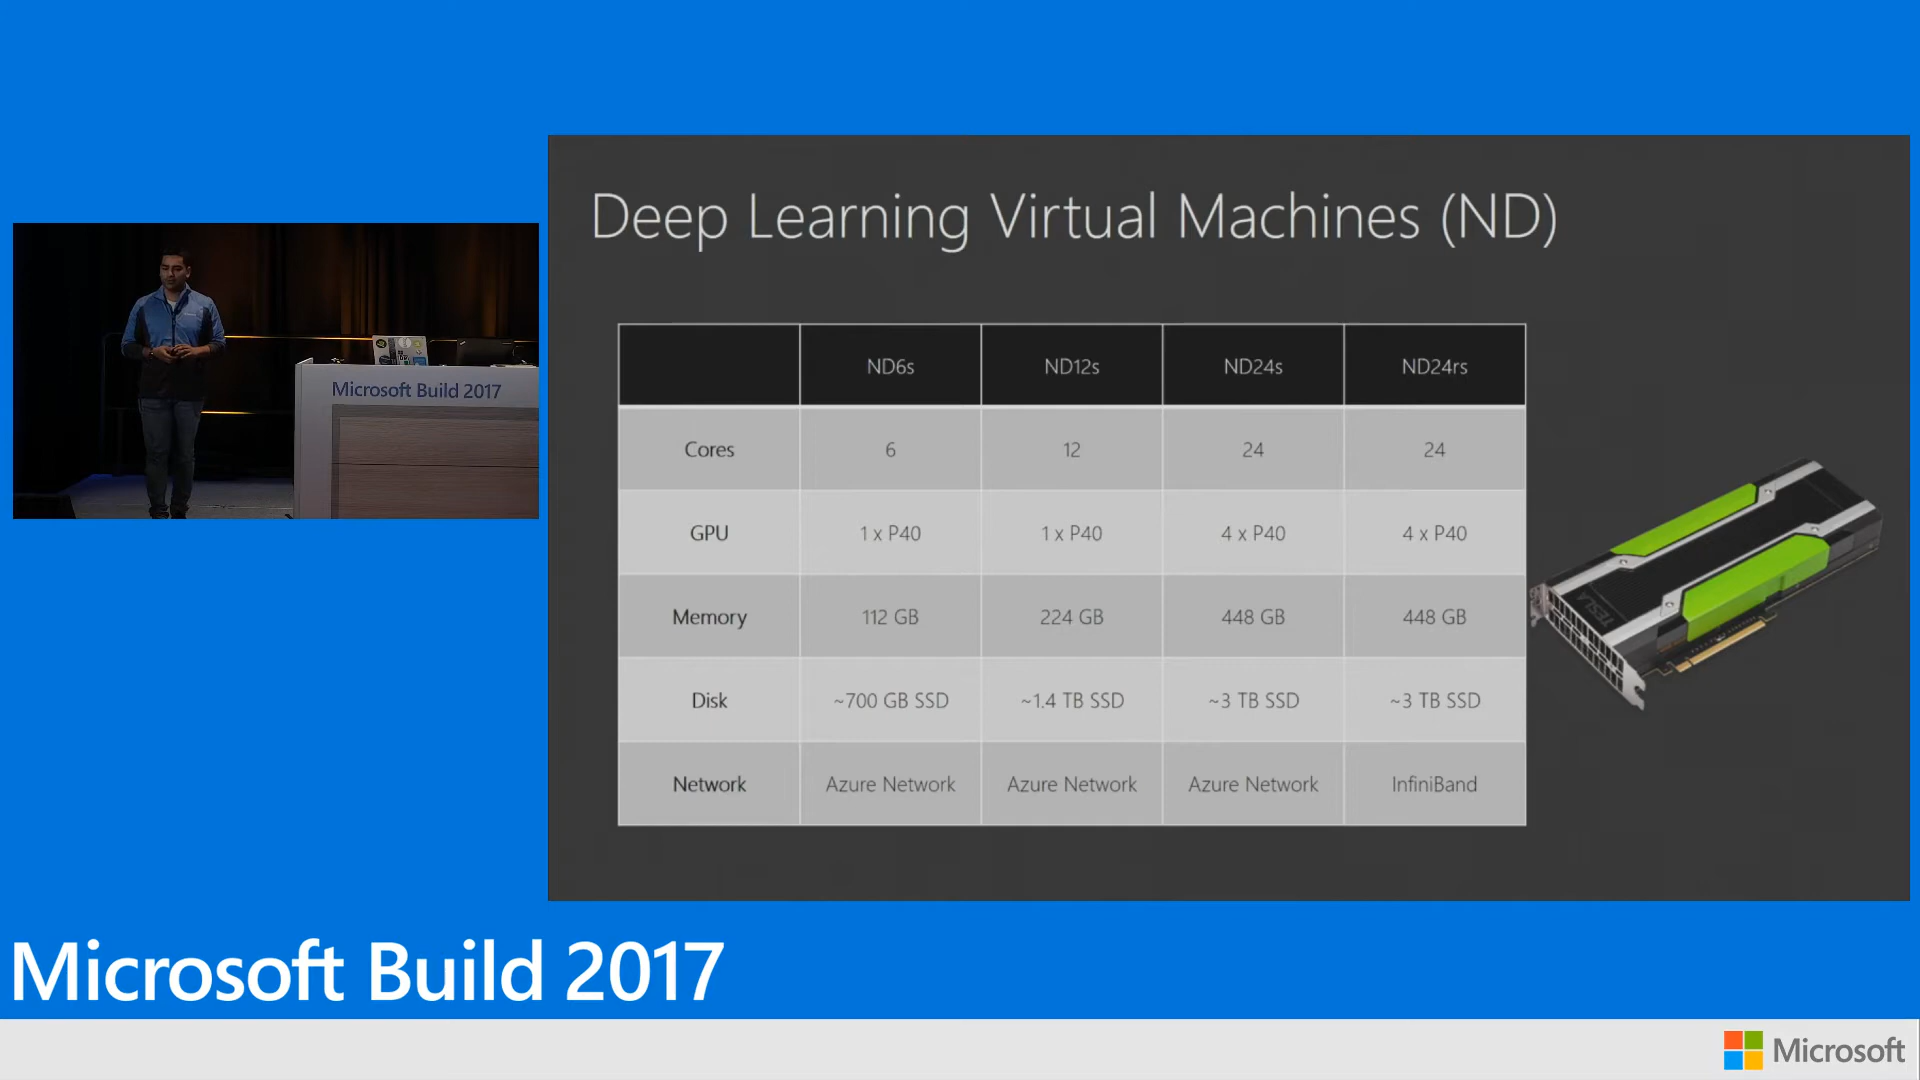 Deep Learning Virtual Machines (ND)
ND6s ND12s ND24s ND24rs
Cores 6 12 24 24
GPU 1 x P40 1 x P40 4 x P40 4 x P40
Memory 112 GB 224 GB 448 GB 448 GB
Disk ~700 GB SSD ~1.4 TB SSD ~3 TB SSD ~3 TB SSD
Network Azure Network Azure Network Azure Network InfiniBand
TESLA
Microsoft Build 2017
Microsoft Build 2017
Microsoft